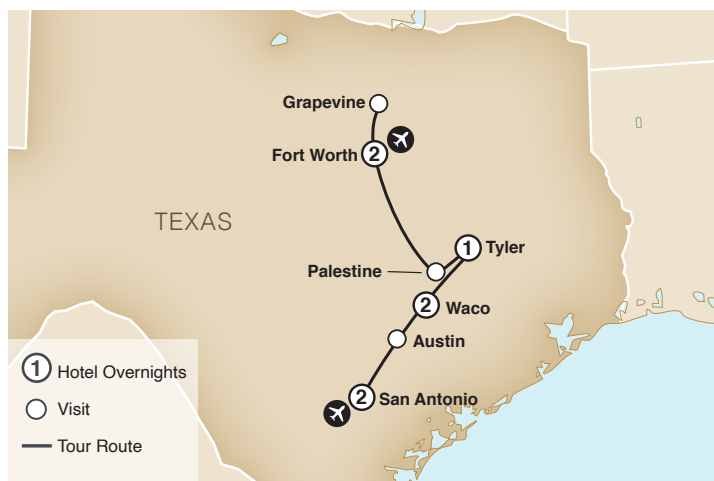 Grapevine
Fort Worth 2
TEXAS
1 Tyler
Palestine
2 Waco
Austin
2 San Antonio
1 Hotel Overnights
Visit
Tour Route